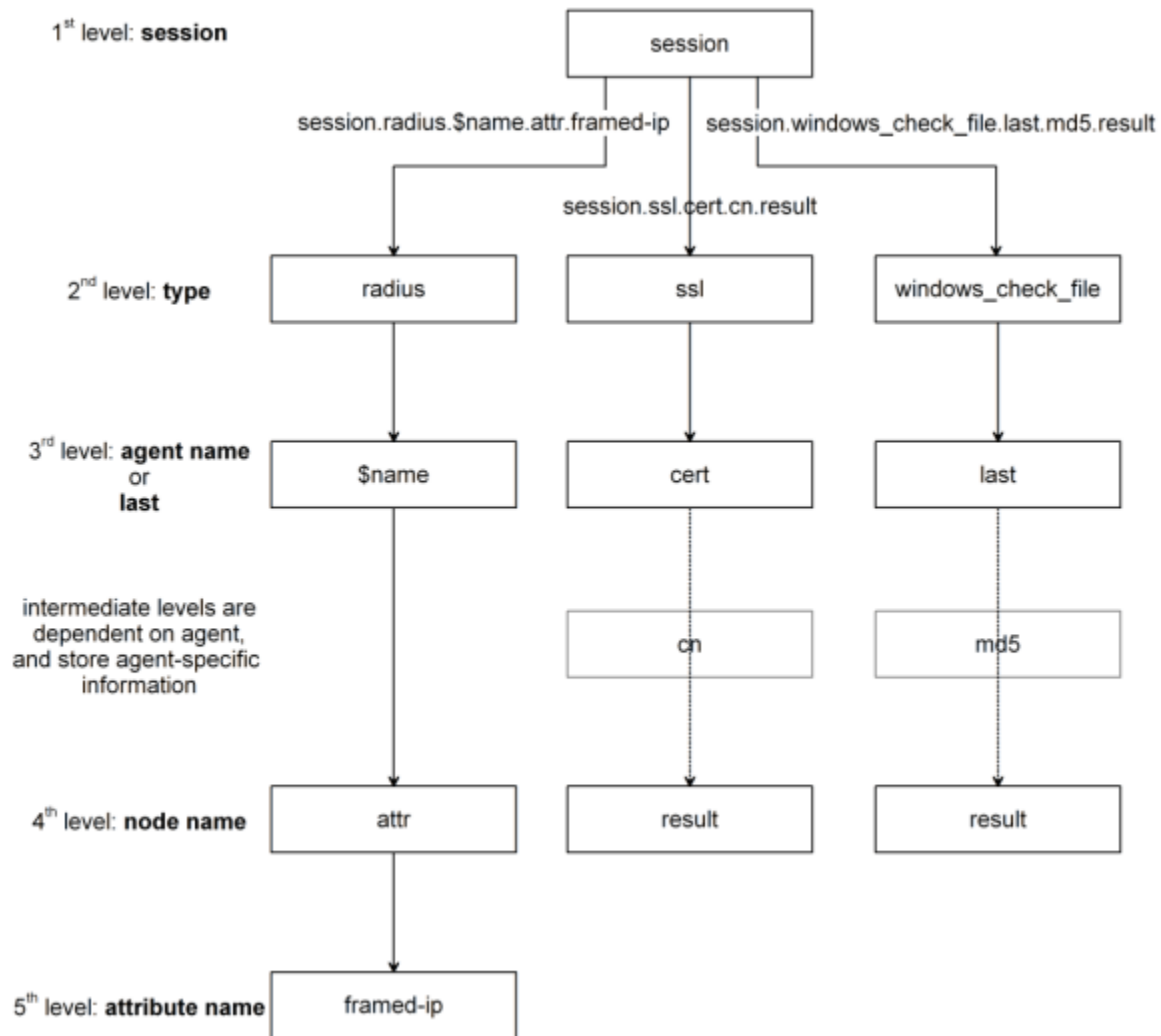 1st level: session
session
session.radius.$name.attr.framed-ip
session.windows_check_file.last.md5.result
session.ssl.cert.cn.result
2nd level: type
radius
ssl
windows_check_file
3rd level: agent name
or
last
$name
cert
last
intermediate levels are
dependent on agent,
and store agent-specific
information
cn
md5
4th level: node name
attr
result
result
5th level: attribute name
framed-ip